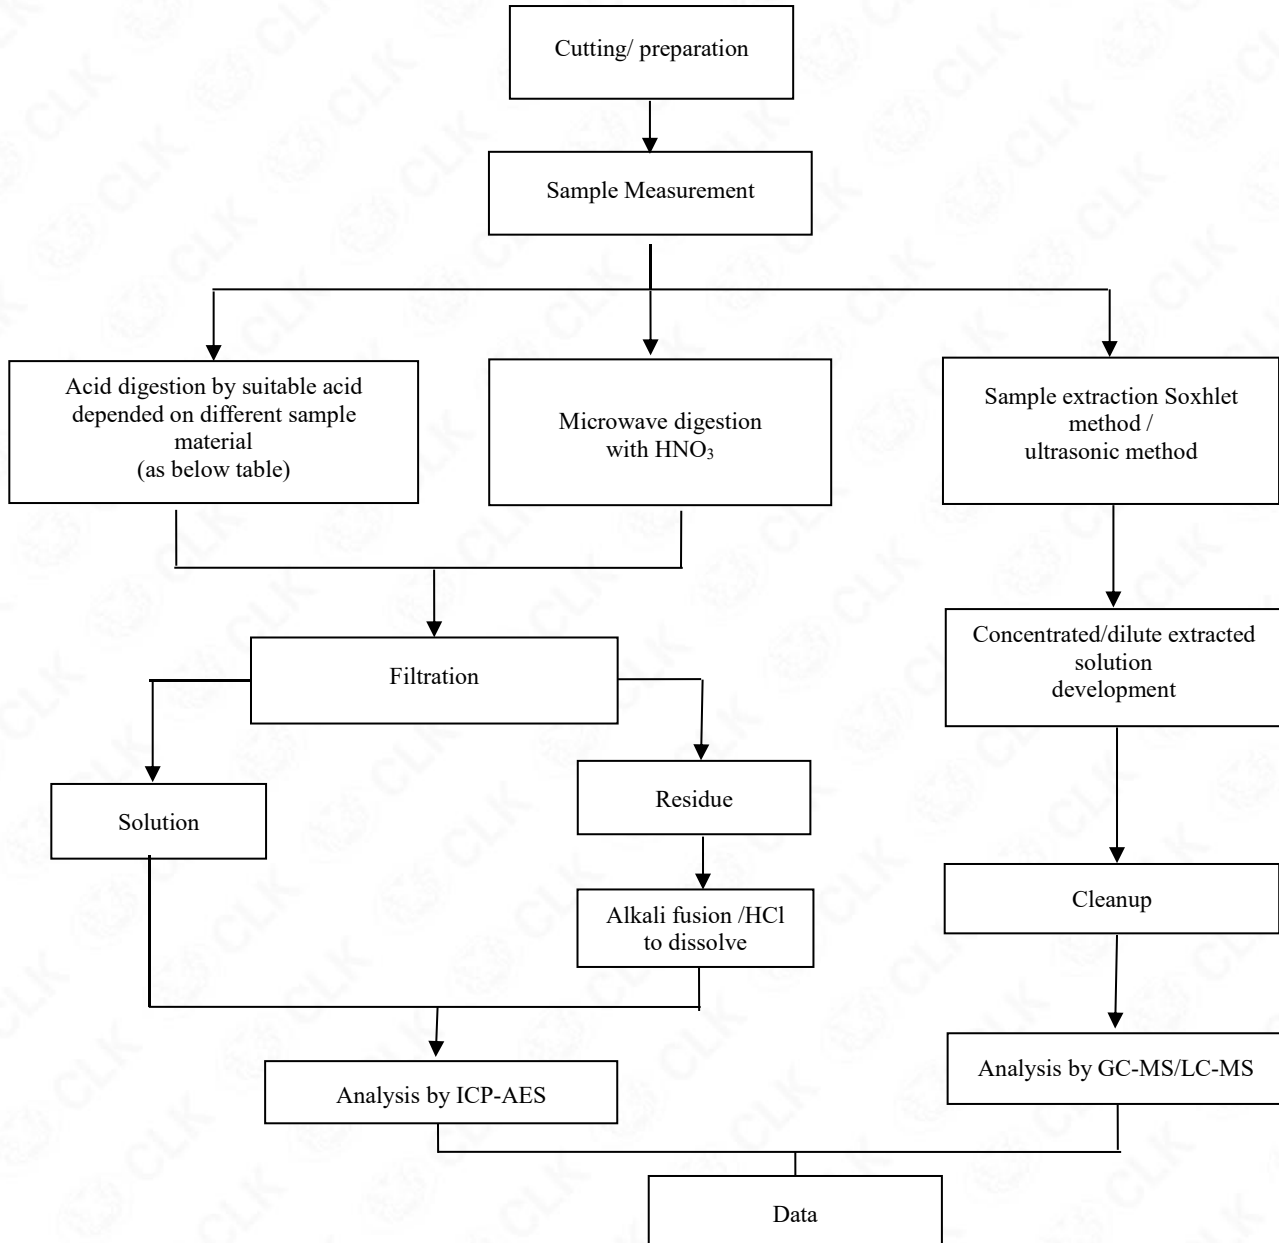 Cutting/ preparation
Sample Measurement
Acid digestion by suitable acid
depended on different sample
material
(as below table)
Microwave digestion
with HNO₃
Sample extraction Soxhlet
method /
ultrasonic method
Concentrated/dilute extracted
solution
development
Filtration
Solution
Residue
Alkali fusion /HCl
to dissolve
Cleanup
Analysis by ICP-AES
Analysis by GC-MS/LC-MS
Data
CLK